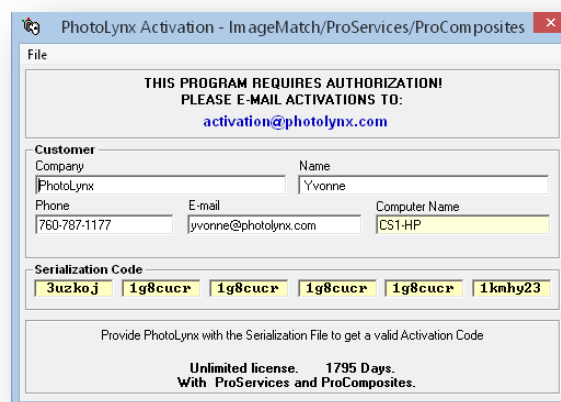 PhotoLynx Activation - ImageMatch/ProServices/ProComposites
File
THIS PROGRAM REQUIRES AUTHORIZATION!
PLEASE E-MAIL ACTIVATIONS TO:
activation@photolynx.com
Customer
Company Name
PhotoLynx Yvonne
Phone E-mail Computer Name
760-787-1177 yvonne@photolynx.com CS1-HP
Serialization Code
3uzkoj 1g8cucr 1g8cucr 1g8cucr 1g8cucr 1kmhy23
Provide PhotoLynx with the Serialization File to get a valid Activation Code
Unlimited license. 1795 Days.
With ProServices and ProComposites.